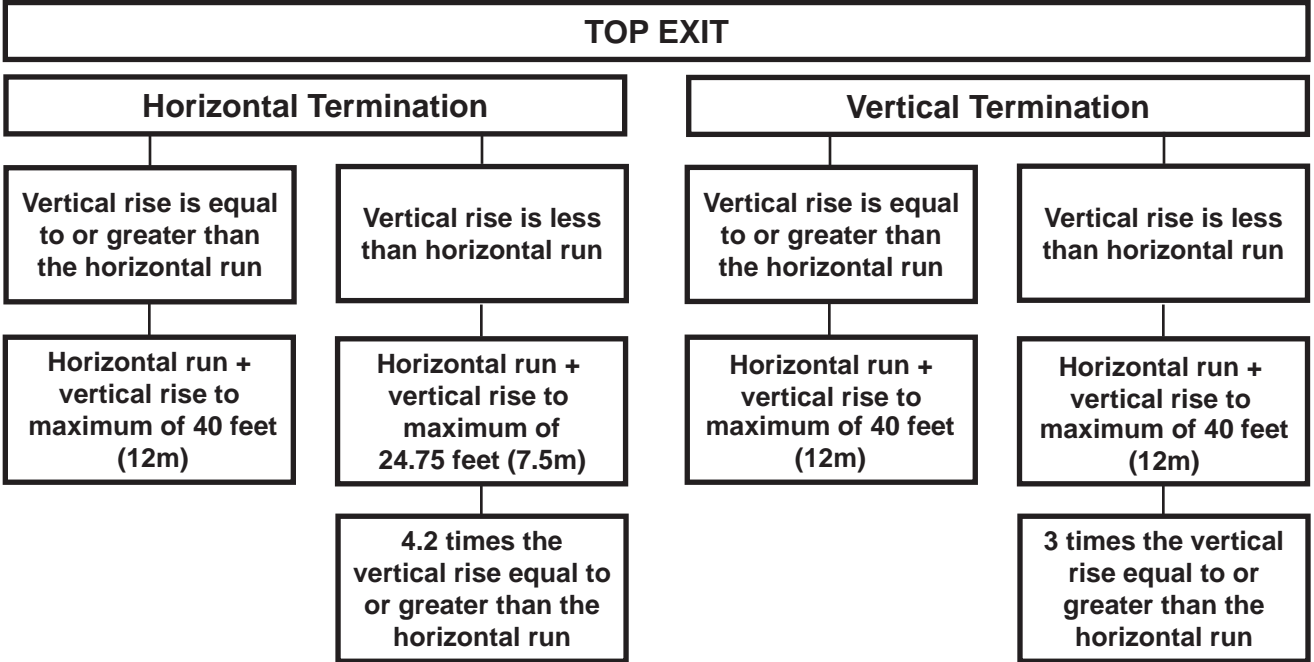 TOP EXIT
Horizontal Termination
Vertical rise is equal
to or greater than
the horizontal run
Horizontal run +
vertical rise to
maximum of 40 feet
(12m)
Vertical rise is less
than horizontal run
Horizontal run +
vertical rise to
maximum of
24.75 feet (7.5m)
4.2 times the
vertical rise equal to
or greater than the
horizontal run
Vertical Termination
Vertical rise is equal
to or greater than
the horizontal run
Horizontal run +
vertical rise to
maximum of 40 feet
(12m)
Vertical rise is less
than horizontal run
Horizontal run +
vertical rise to
maximum of 40 feet
(12m)
3 times the vertical
rise equal to or
greater than the
horizontal run